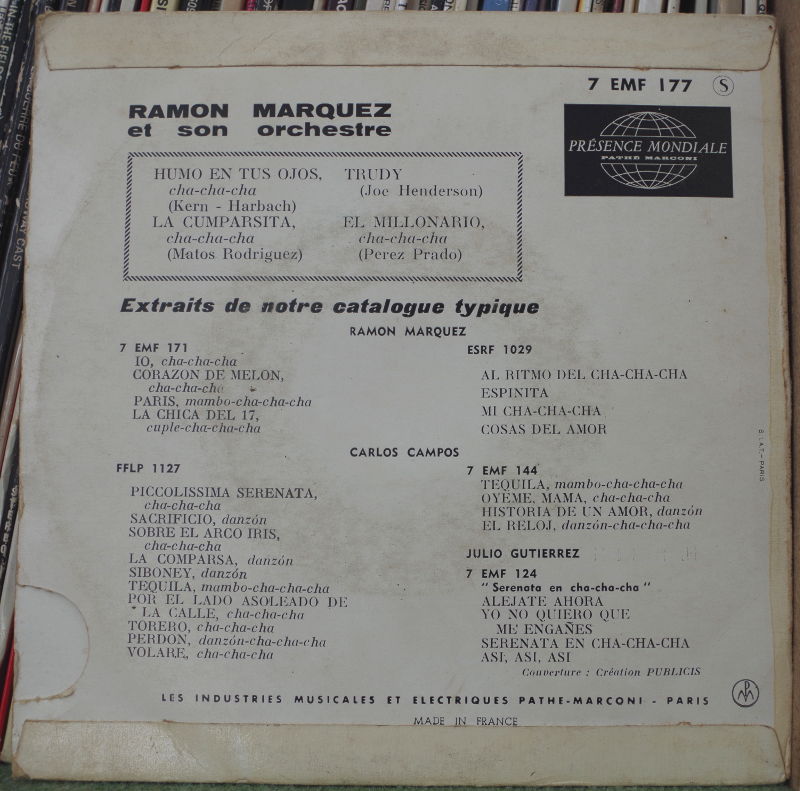 7 EMF 177 S
RAMON MARQUEZ
et son orchestre
PRÉSENCE MONDIALE
PATHÉ MARCONI
HUMO EN TUS OJOS,
cha-cha-cha
(Kern - Harbach)
LA CUMPARSITA,
cha-cha-cha
(Matos Rodriguez)
TRUDY
(Joe Henderson)
EL MILLONARIO,
cha-cha-cha
(Perez Prado)
Extraits de notre catalogue typique
RAMON MARQUEZ
7 EMF 171
IO, cha-cha-cha
CORAZON DE MELON,
cha-cha-cha
PARIS, mambo-cha-cha-cha
LA CHICA DEL 17,
cuple-cha-cha-cha
ESRF 1029
AL RITMO DEL CHA-CHA-CHA
ESPINITA
MI CHA-CHA-CHA
COSAS DEL AMOR
CARLOS CAMPOS
FFLP 1127
PICCOLISSIMA SERENATA,
cha-cha-cha
SACRIFICIO, danzón
SOBRE EL ARCO IRIS,
cha-cha-cha
LA COMPARSA, danzón
SIBONEY, danzón
TEQUILA, mambo-cha-cha-cha
POR EL LADO ASOLEADO DE
LA CALLE, cha-cha-cha
TORERO, cha-cha-cha
PERDON, danzón-cha-cha-cha
VOLARE, cha-cha-cha
7 EMF 144
TEQUILA, mambo-cha-cha-cha
OYEME, MAMA, cha-cha-cha
HISTORIA DE UN AMOR, danzón
EL RELOJ, danzón-cha-cha-cha
JULIO GUTIERREZ
7 EMF 124
"Serenata en cha-cha-cha"
ALEJATE AHORA
YO NO QUIERO QUE
ME ENGAÑES
SERENATA EN CHA-CHA-CHA
ASI, ASI, ASI
Couverture : Création PUBLICIS
LES INDUSTRIES MUSICALES ET ELECTRIQUES PATHE-MARCONI - PARIS
MADE IN FRANCE